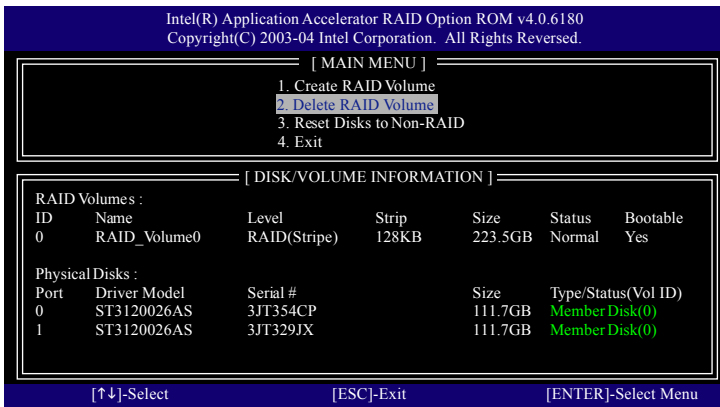 Intel(R) Application Accelerator RAID Option ROM v4.0.6180
Copyright(C) 2003-04 Intel Corporation. All Rights Reversed.
[ MAIN MENU ]
1. Create RAID Volume
2. Delete RAID Volume
3. Reset Disks to Non-RAID
4. Exit
[ DISK/VOLUME INFORMATION ]
RAID Volumes :
ID Name Level Strip Size Status Bootable
0 RAID_Volume0 RAID(Stripe) 128KB 223.5GB Normal Yes
Physical Disks :
Port Driver Model Serial # Size Type/Status(Vol ID)
0 ST3120026AS 3JT354CP 111.7GB Member Disk(0)
1 ST3120026AS 3JT329JX 111.7GB Member Disk(0)
[↑↓]-Select [ESC]-Exit [ENTER]-Select Menu